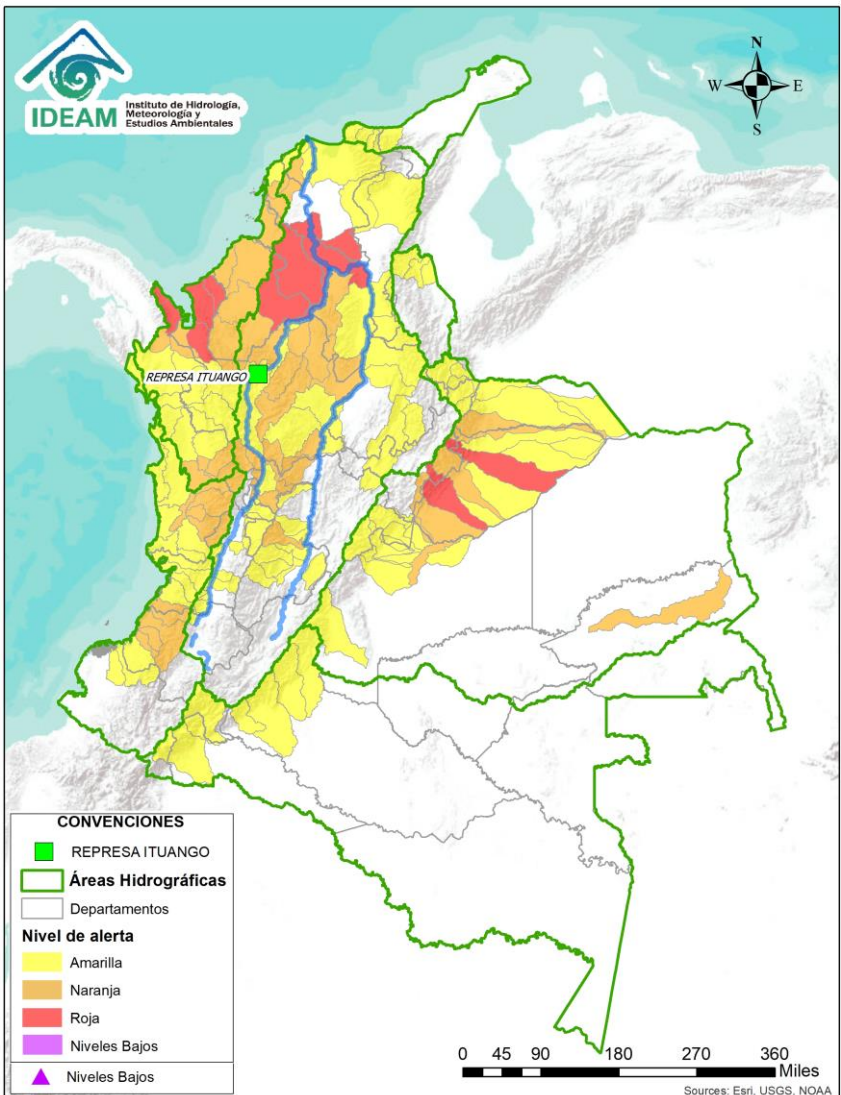 IDEAM
Instituto de Hidrología,
Meteorología y
Estudios Ambientales
N
W
E
S
REPRESA ITUANGO
CONVENCIONES
REPRESA ITUANGO
Áreas Hidrográficas
Departamentos
Nivel de alerta
Amarilla
Naranja
Roja
Niveles Bajos
Niveles Bajos
0 45 90 180 270 360
Miles
Sources: Esri, USGS, NOAA